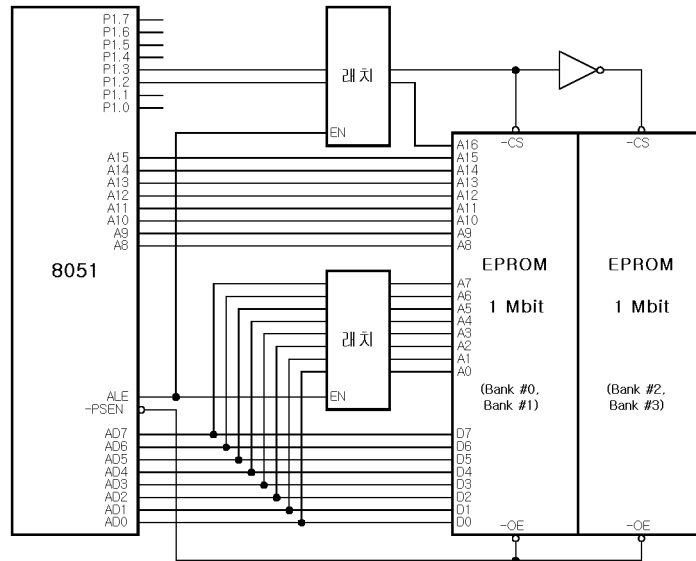 P1.7
P1.6
P1.5
P1.4
P1.3
P1.2
P1.1
P1.0
A15
A14
A13
A12
A11
A10
A9
A8
8051
ALE
-PSEN
AD7
AD6
AD5
AD4
AD3
AD2
AD1
AD0
래치
EN
래치
EN
-CS
A16
A15
A14
A13
A12
A11
A10
A9
A8
EPROM
1 Mbit
A7
A6
A5
A4
A3
A2
A1
A0
(Bank #0,
Bank #1)
D7
D6
D5
D4
D3
D2
D1
D0
-OE
-CS
EPROM
1 Mbit
(Bank #2,
Bank #3)
-OE